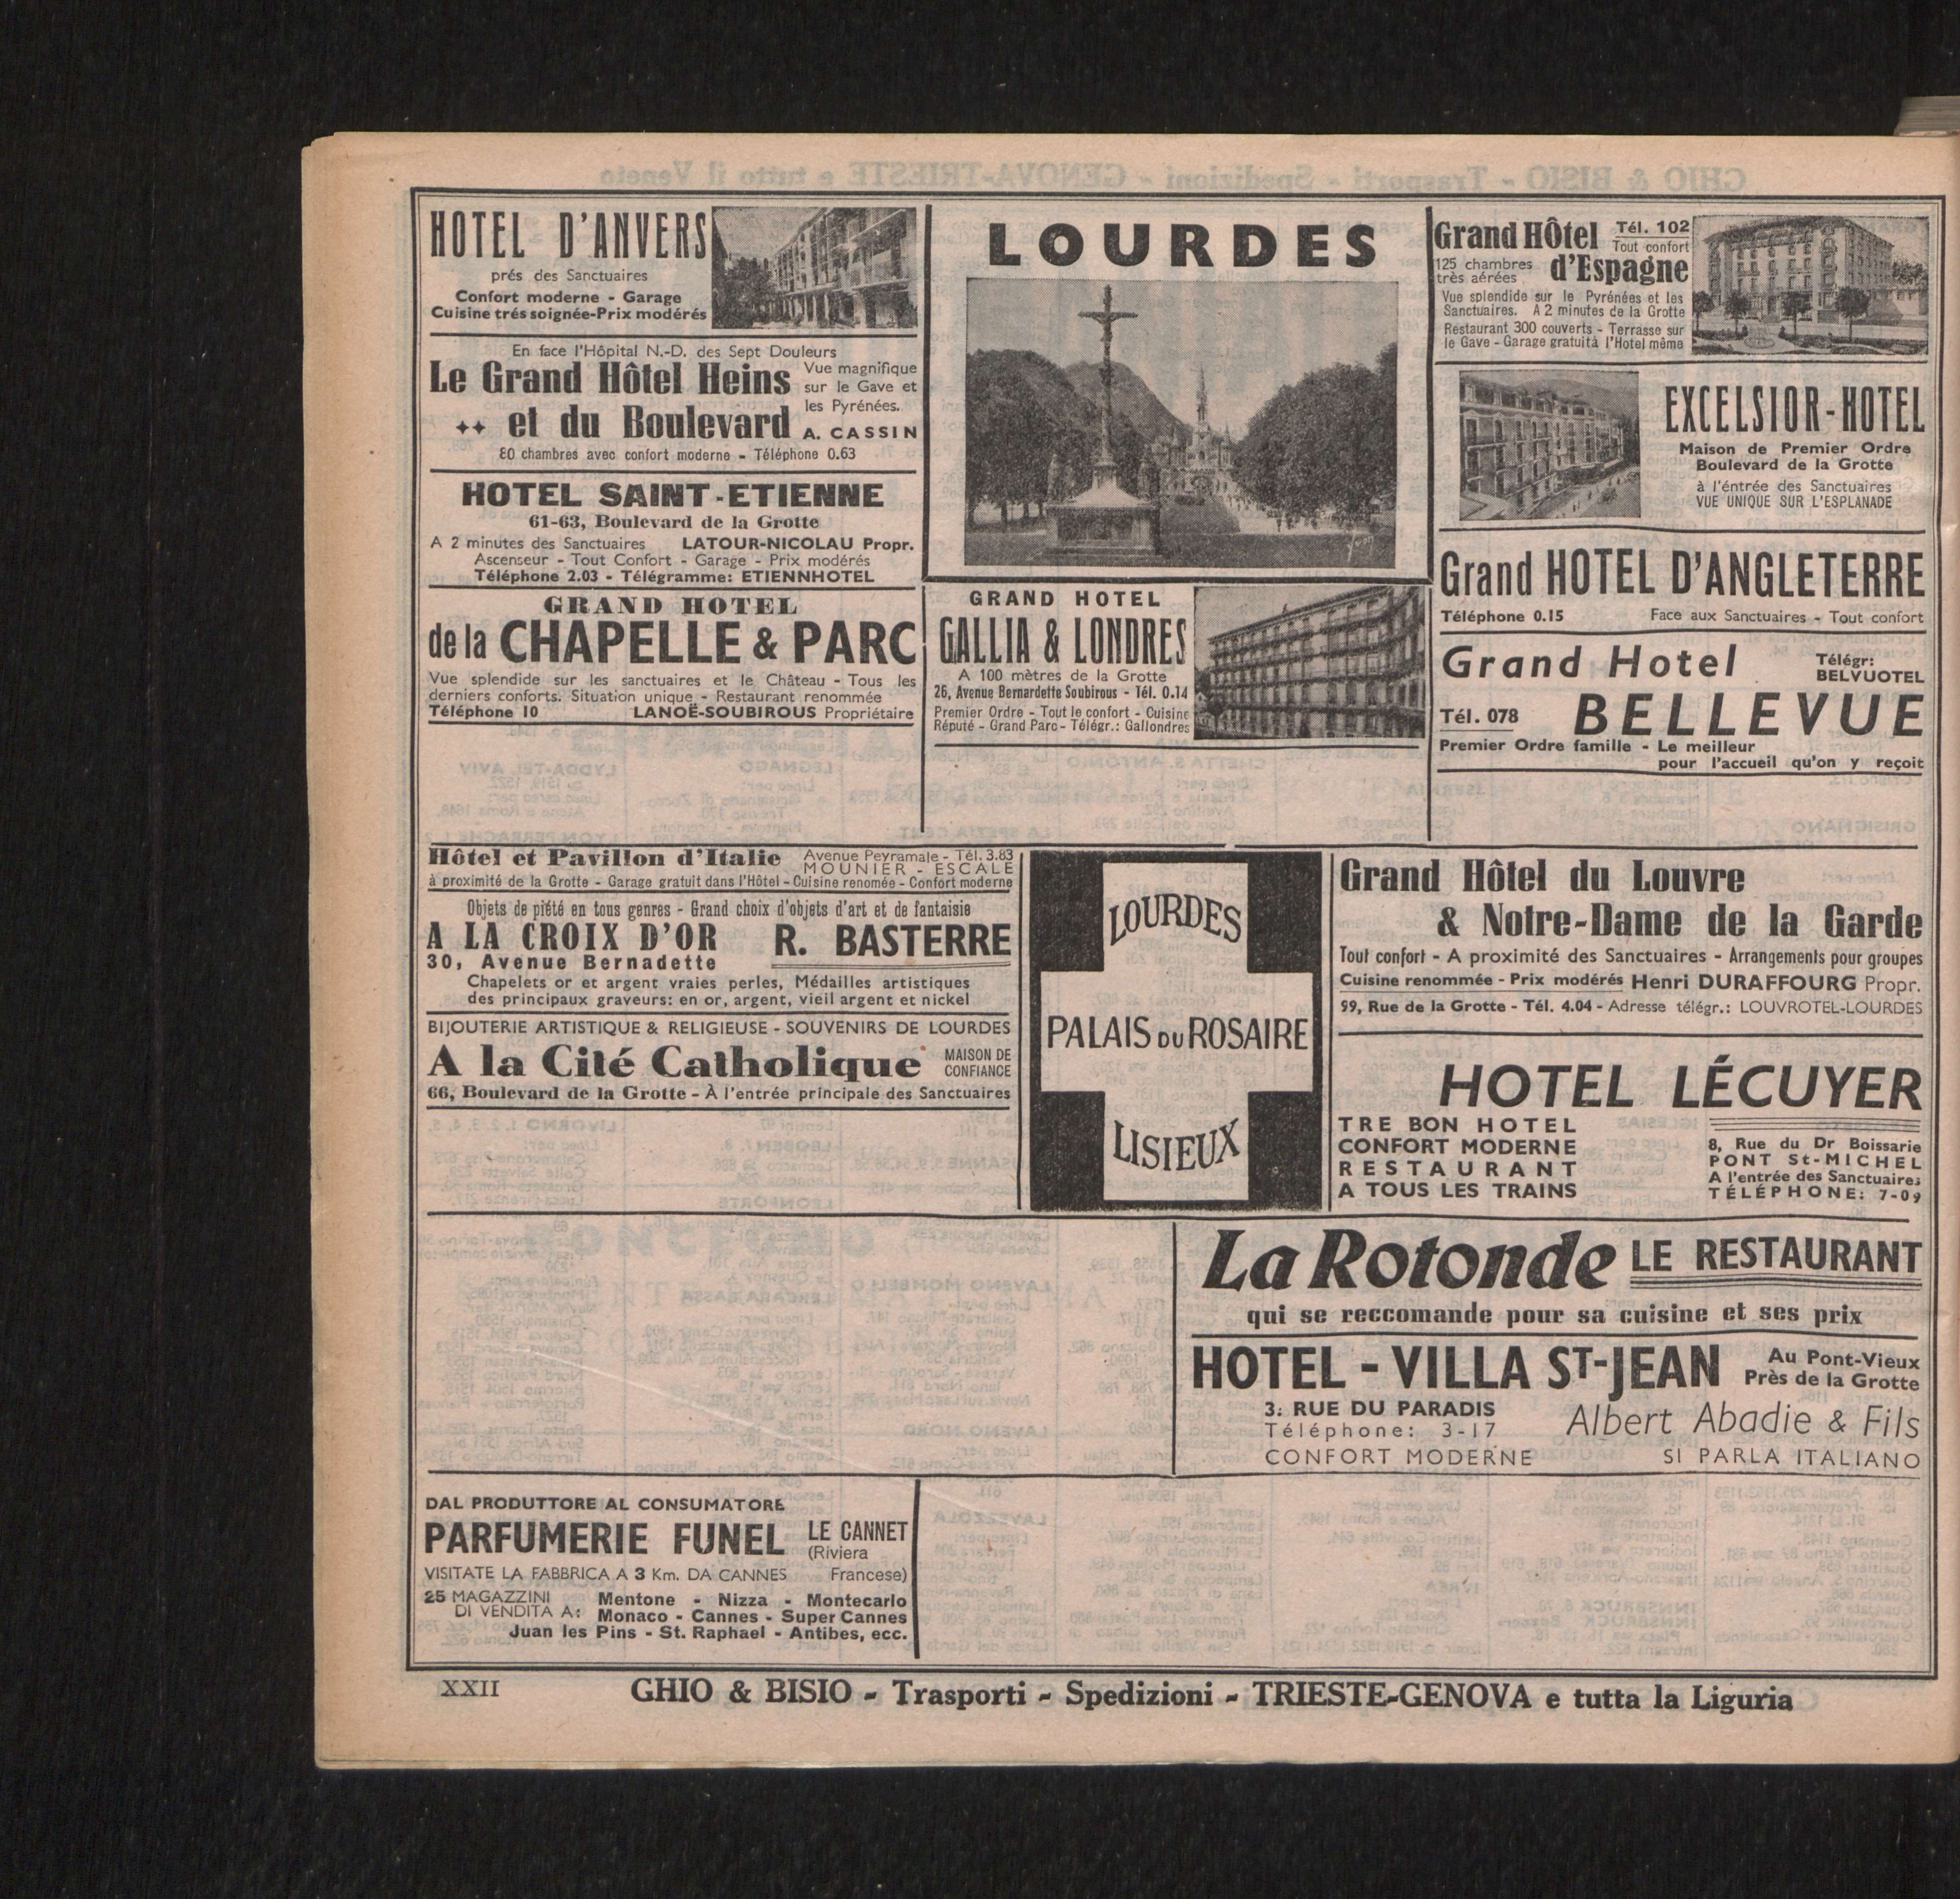 HOTEL D'ANVERS
prés des Sanctuaires
Confort moderne - Garage
Cuisine trés soignée-Prix modérés
En face l'Hôpital N.-D. des Sept Douleurs
Le Grand Hôtel Heins
et du Boulevard
Vue magnifique
sur le Gave et
les Pyrénées.
A. CASSIN
80 chambres avec confort moderne - Téléphone 0.63
HOTEL SAINT-ETIENNE
61-63, Boulevard de la Grotte
A 2 minutes des Sanctuaires LATOUR-NICOLAU Propr.
Ascenseur - Tout Confort - Garage - Prix modérés
Téléphone 2.03 - Télégramme: ETIENNHOTEL
GRAND HOTEL
de la CHAPELLE & PARC
Vue splendide sur les sanctuaires et le Château - Tous les
derniers conforts. Situation unique - Restaurant renommée
Téléphone 10 LANOË-SOUBIROUS Propriétaire
LOURDES
Yvon
GRAND HOTEL
GALLIA & LONDRES
A 100 mètres de la Grotte
26, Avenue Bernardette Soubirous - Tél. 0.14
Premier Ordre - Tout le confort - Cuisine
Réputé - Grand Parc - Télégr.: Gallondres
Grand HÔtel Tél. 102
Tout confort
125 chambres
très aérées
d'Espagne
Vue splendide sur le Pyrénées et les
Sanctuaires. A 2 minutes de la Grotte
Restaurant 300 couverts - Terrasse sur
le Gave - Garage gratuità l'Hotel même
EXCELSIOR-HOTEL
Maison de Premier Ordre
Boulevard de la Grotte
à l'éntrée des Sanctuaires
VUE UNIQUE SUR L'ESPLANADE
Grand HOTEL D'ANGLETERRE
Téléphone 0.15 Face aux Sanctuaires - Tout confort
Grand Hotel
Télégr:
BELVUOTEL
Tél. 078 BELLEVUE
Premier Ordre famille - Le meilleur
pour l'accueil qu'on y reçoit
Hôtel et Pavillon d'Italie
Avenue Peyramale - Tél. 3.83
MOUNIER - ESCALE
à proximité de la Grotte - Garage gratuit dans l'Hôtel - Cuisine renomée - Confort moderne
Objets de piété en tous genres - Grand choix d'objets d'art et de fantaisie
A LA CROIX D'OR R. BASTERRE
30, Avenue Bernadette
Chapelets or et argent vraies perles, Médailles artistiques
des principaux graveurs: en or, argent, vieil argent et nickel
BIJOUTERIE ARTISTIQUE & RELIGIEUSE - SOUVENIRS DE LOURDES
A la Cité Catholique
MAISON DE
CONFIANCE
66, Boulevard de la Grotte - À l'entrée principale des Sanctuaires
LOURDES
PALAIS DU ROSAIRE
LISIEUX
Grand Hôtel du Louvre
& Notre-Dame de la Garde
Tout confort - A proximité des Sanctuaires - Arrangements pour groupes
Cuisine renommée - Prix modérés Henri DURAFFOURG Propr.
99, Rue de la Grotte - Tél. 4.04 - Adresse télégr.: LOUVROTEL-LOURDES
HOTEL LÉCUYER
TRE BON HOTEL
CONFORT MODERNE
RESTAURANT
A TOUS LES TRAINS
8, Rue du Dr Boissarie
PONT St-MICHEL
A l'entrée des Sanctuaires
TÉLÉPHONE: 7-09
La Rotonde LE RESTAURANT
qui se reccomande pour sa cuisine et ses prix
HOTEL - VILLA ST-JEAN
Au Pont-Vieux
Près de la Grotte
3: RUE DU PARADIS
Téléphone: 3-17
CONFORT MODERNE
Albert Abadie & Fils
SI PARLA ITALIANO
DAL PRODUTTORE AL CONSUMATORE
PARFUMERIE FUNEL
LE CANNET
(Riviera
Francese)
VISITATE LA FABBRICA A 3 Km. DA CANNES
25 MAGAZZINI
DI VENDITA A:
Mentone - Nizza - Montecarlo
Monaco - Cannes - Super Cannes
Juan les Pins - St. Raphael - Antibes, ecc.
XXII
GHIO & BISIO - Trasporti - Spedizioni - TRIESTE-GENOVA e tutta la Liguria